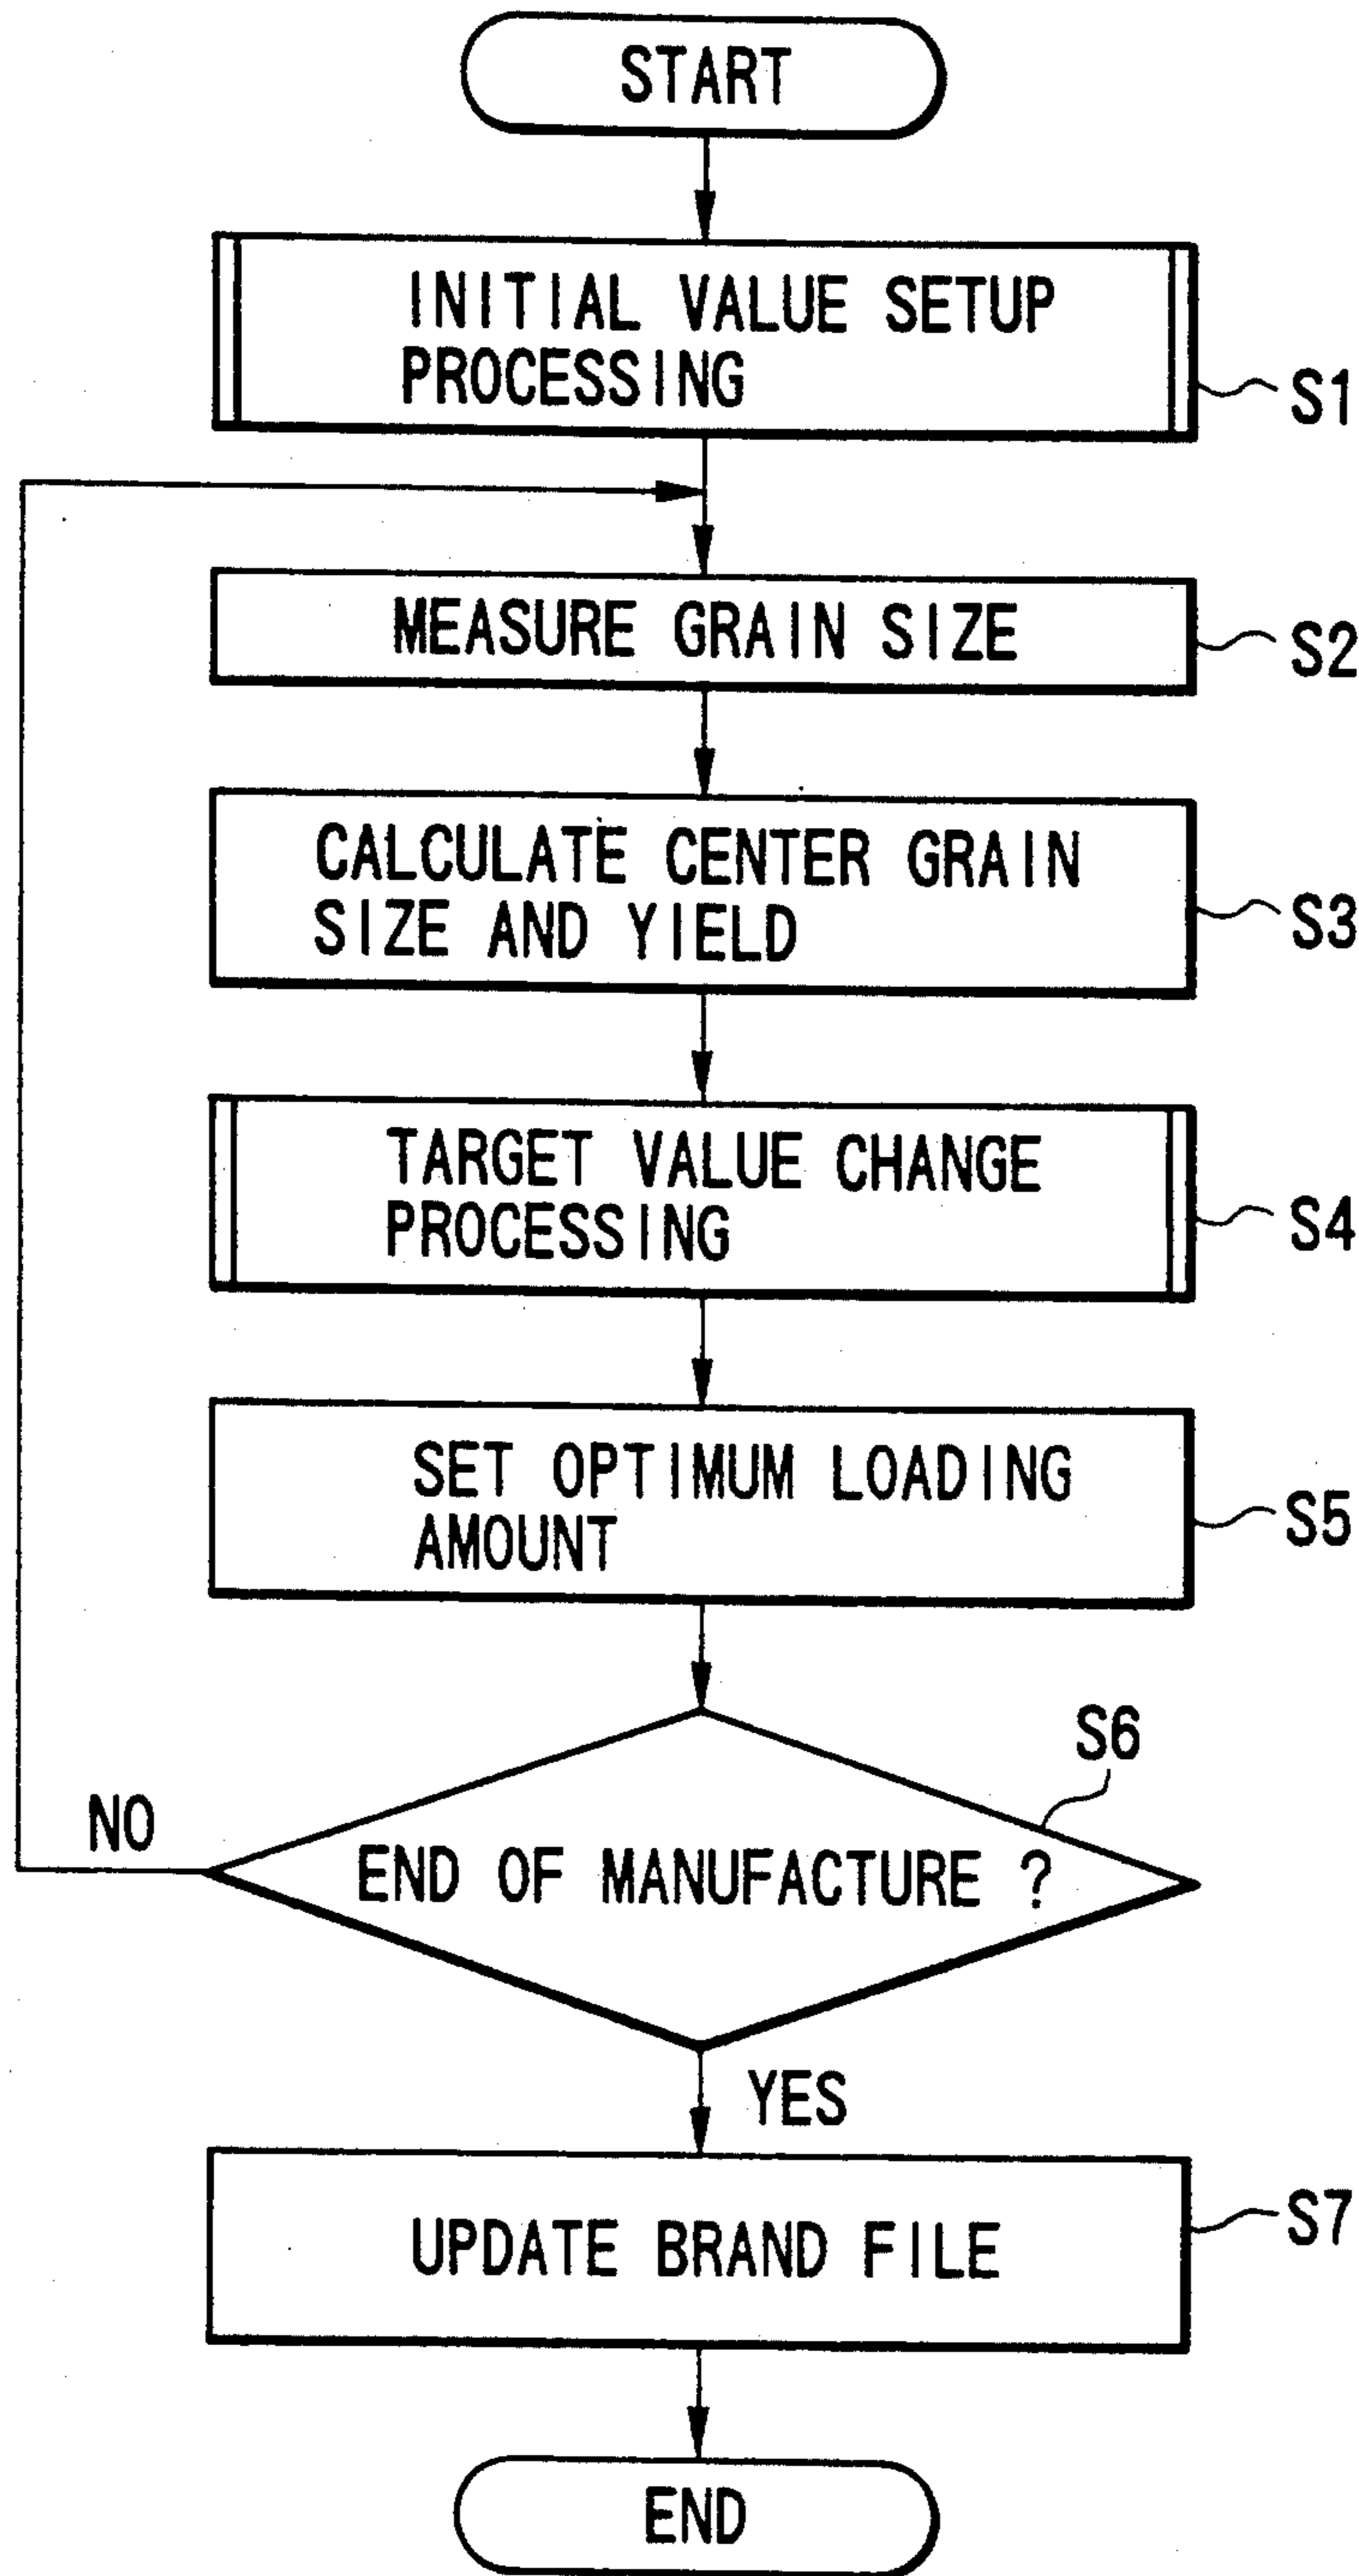 START
INITIAL VALUE SETUP
PROCESSING
S1
MEASURE GRAIN SIZE
S2
CALCULATE CENTER GRAIN
SIZE AND YIELD
S3
TARGET VALUE CHANGE
PROCESSING
S4
SET OPTIMUM LOADING
AMOUNT
S5
S6
NO
END OF MANUFACTURE ?
YES
UPDATE BRAND FILE
S7
END